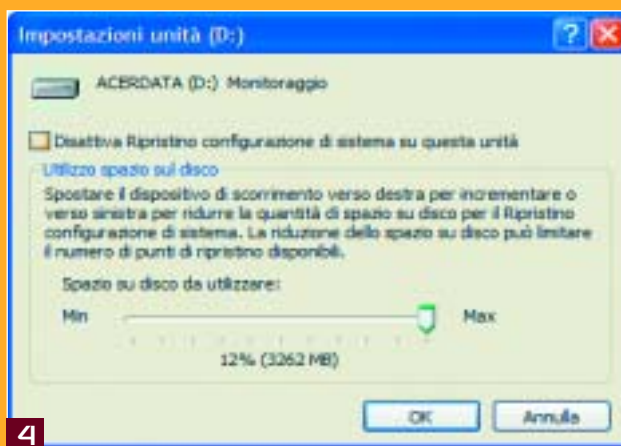 Impostazioni unità (D:)
ACERDATA (D:) Monitoraggio
Disattiva Ripristino configurazione di sistema su questa unità
Utilizzo spazio sul disco
Spostare il dispositivo di scorrimento verso destra per incrementare o
verso sinistra per ridurre la quantità di spazio su disco per il Ripristino
configurazione di sistema. La riduzione dello spazio su disco può limitare
il numero di punti di ripristino disponibili.
Spazio su disco da utilizzare:
Min Max
12% (3262 MB)
OK Annulla
4